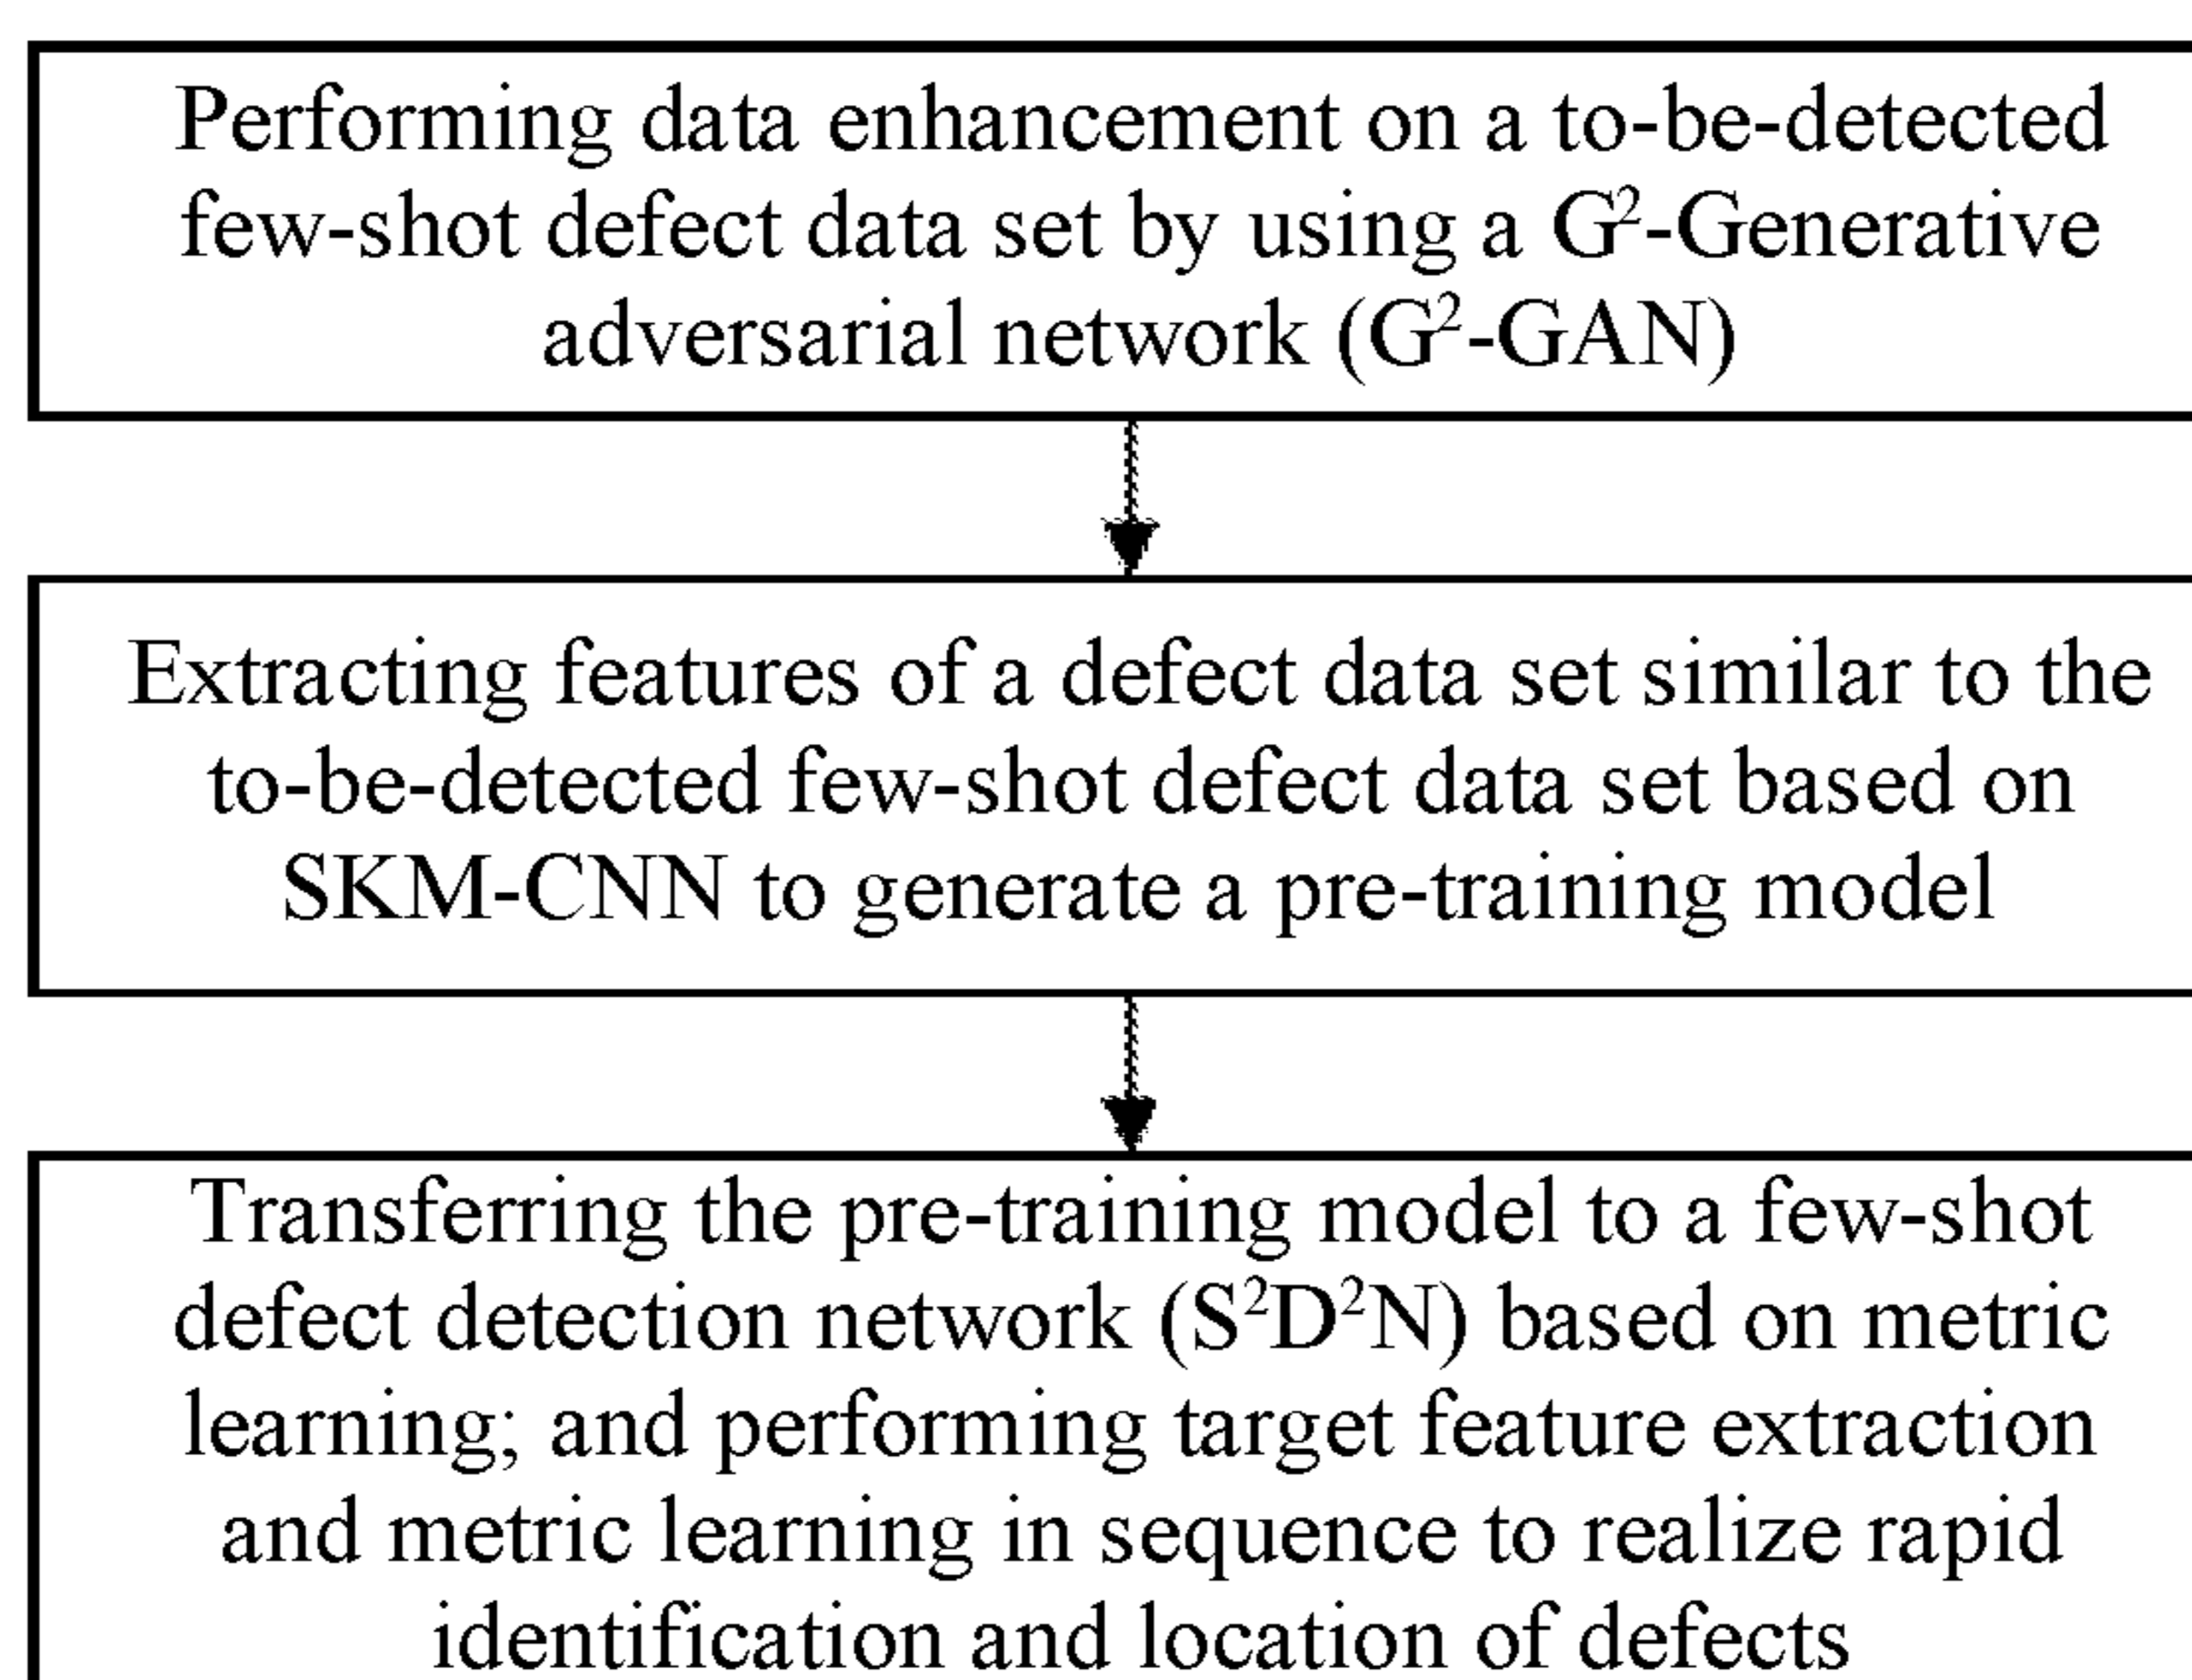 Performing data enhancement on a to-be-detected
few-shot defect data set by using a G²-Generative
adversarial network (G²-GAN)
Extracting features of a defect data set similar to the
to-be-detected few-shot defect data set based on
SKM-CNN to generate a pre-training model
Transferring the pre-training model to a few-shot
defect detection network (S²D²N) based on metric
learning; and performing target feature extraction
and metric learning in sequence to realize rapid
identification and location of defects